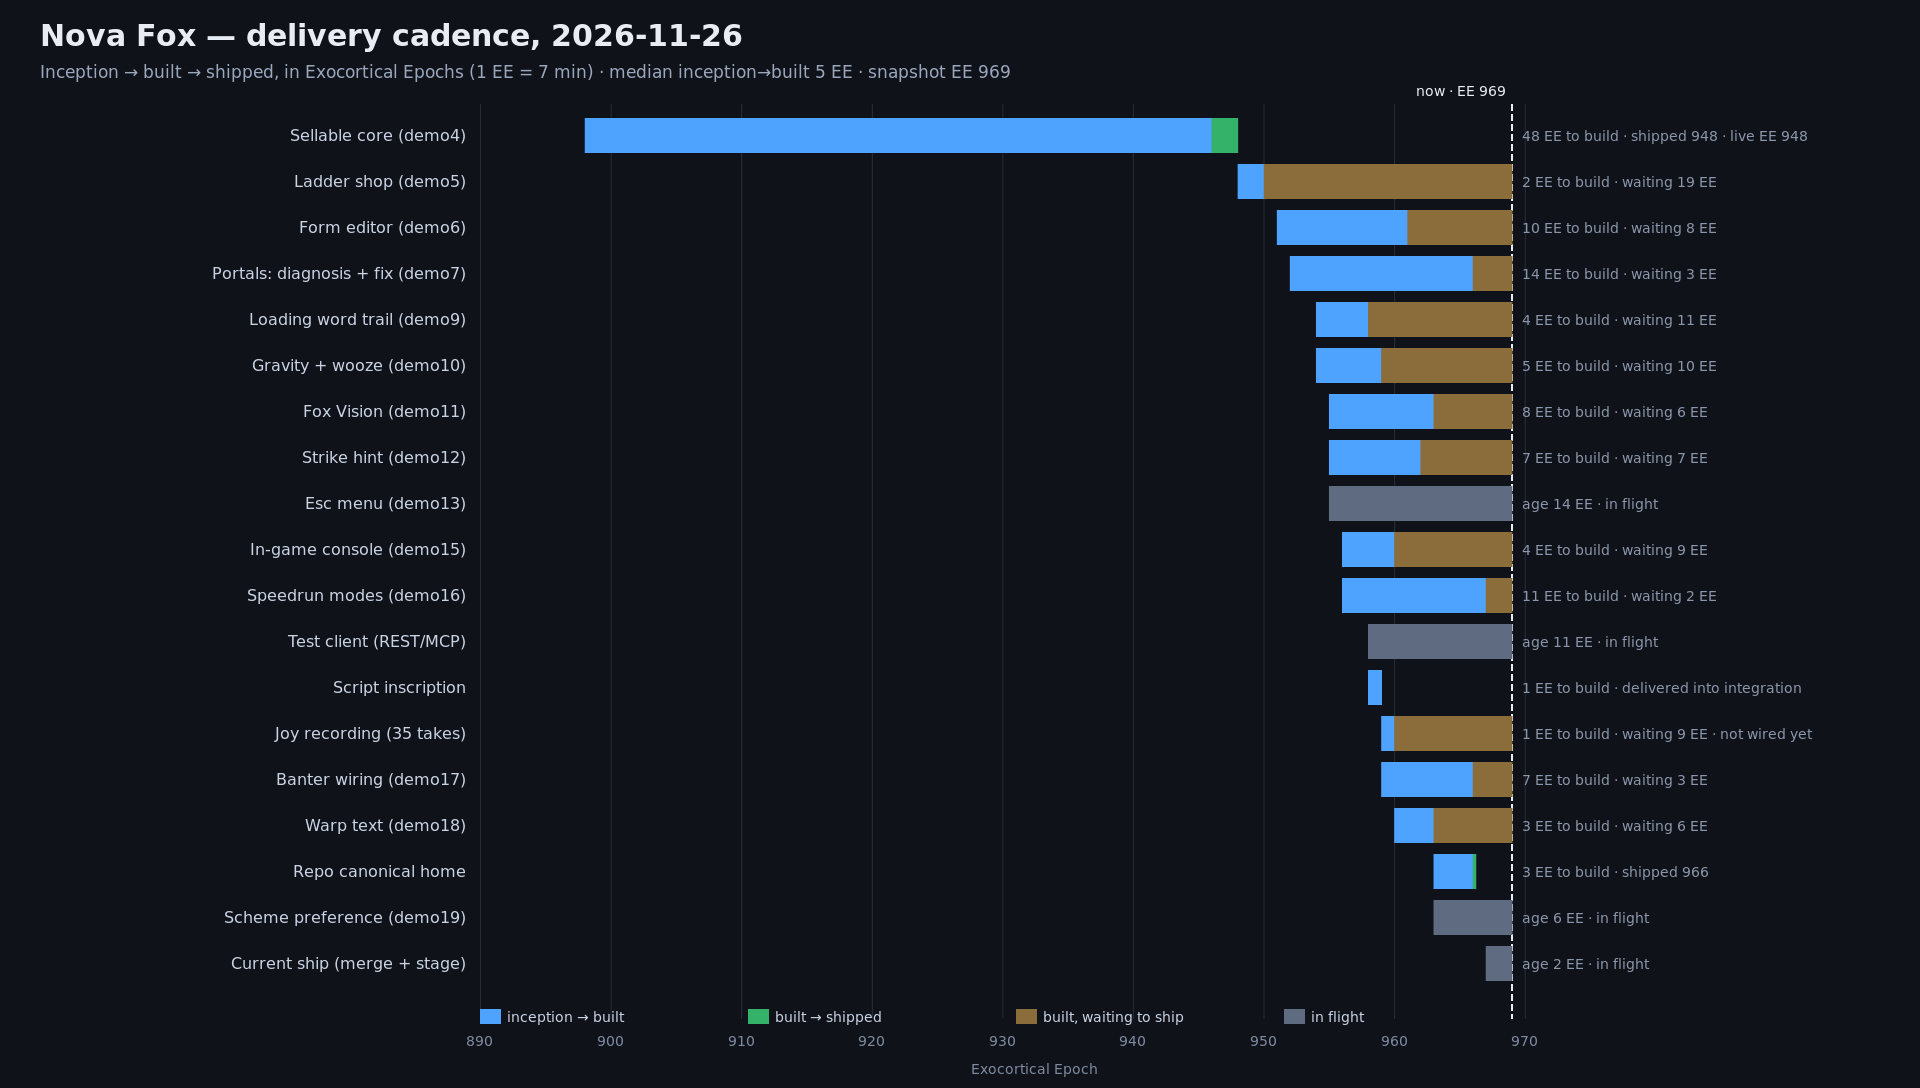 Nova Fox — delivery cadence, 2026-11-26
Inception → built → shipped, in Exocortical Epochs (1 EE = 7 min) · median inception→built 5 EE · snapshot EE 969
now · EE 969
Sellable core (demo4) 48 EE to build · shipped 948 · live EE 948
Ladder shop (demo5) 2 EE to build · waiting 19 EE
Form editor (demo6) 10 EE to build · waiting 8 EE
Portals: diagnosis + fix (demo7) 14 EE to build · waiting 3 EE
Loading word trail (demo9) 4 EE to build · waiting 11 EE
Gravity + wooze (demo10) 5 EE to build · waiting 10 EE
Fox Vision (demo11) 8 EE to build · waiting 6 EE
Strike hint (demo12) 7 EE to build · waiting 7 EE
Esc menu (demo13) age 14 EE · in flight
In-game console (demo15) 4 EE to build · waiting 9 EE
Speedrun modes (demo16) 11 EE to build · waiting 2 EE
Test client (REST/MCP) age 11 EE · in flight
Script inscription 1 EE to build · delivered into integration
Joy recording (35 takes) 1 EE to build · waiting 9 EE · not wired yet
Banter wiring (demo17) 7 EE to build · waiting 3 EE
Warp text (demo18) 3 EE to build · waiting 6 EE
Repo canonical home 3 EE to build · shipped 966
Scheme preference (demo19) age 6 EE · in flight
Current ship (merge + stage) age 2 EE · in flight
inception → built built → shipped built, waiting to ship in flight
890 900 910 920 930 940 950 960 970
Exocortical Epoch